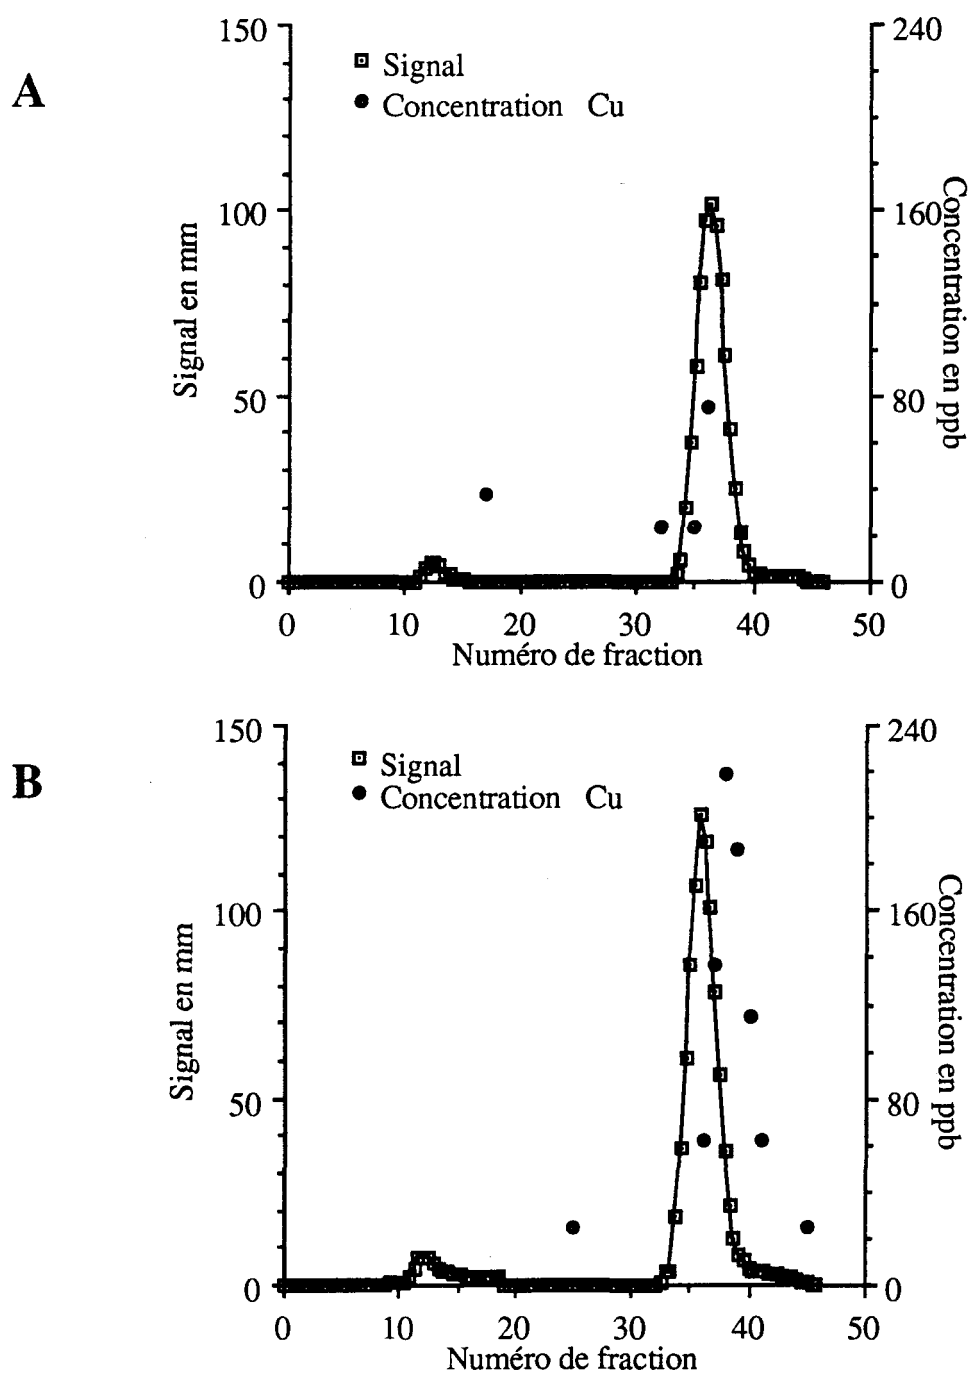 A
150
100
50
0
Signal en mm
Signal
Concentration Cu
240
160
80
0
Concentration en ppb
0 10 20 30 40 50
Numéro de fraction
B
150
100
50
0
Signal en mm
Signal
Concentration Cu
240
160
80
0
Concentration en ppb
0 10 20 30 40 50
Numéro de fraction